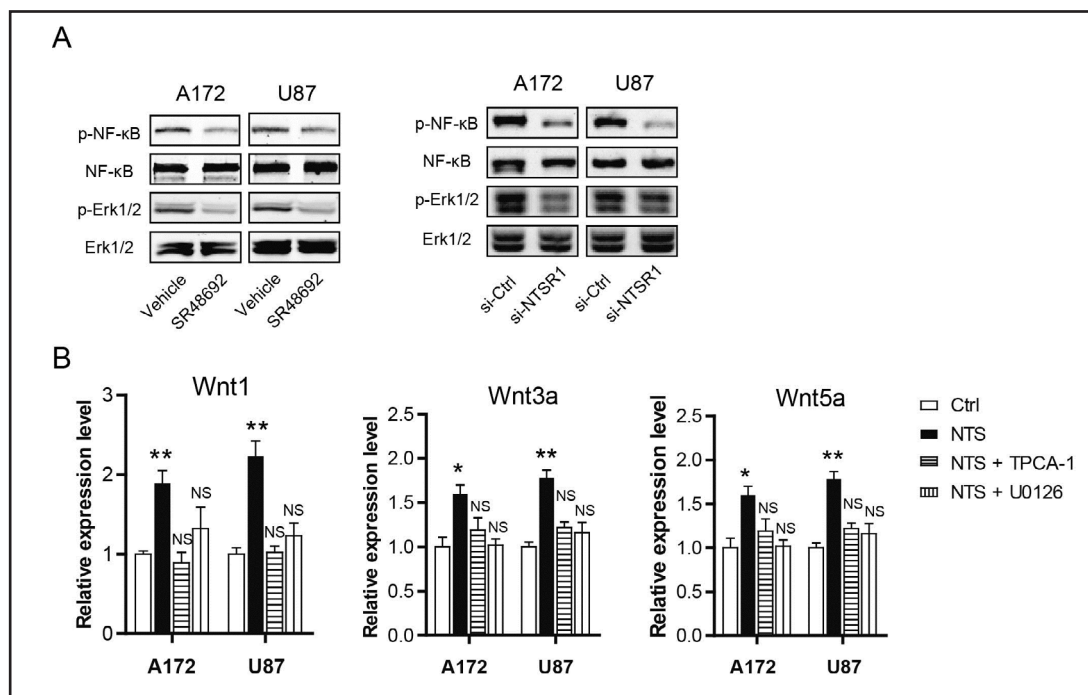 A
A172 U87
p-NF-κB
NF-κB
p-Erk1/2
Erk1/2
Vehicle SR48692 Vehicle SR48692
A172 U87
p-NF-κB
NF-κB
p-Erk1/2
Erk1/2
si-Ctrl si-NTSR1 si-Ctrl si-NTSR1
B
Wnt1
Relative expression level
3
2
1
0
** NS NS
** NS NS
A172 U87
Wnt3a
Relative expression level
2.5
2.0
1.5
1.0
0.5
0.0
* NS NS
** NS NS
A172 U87
Wnt5a
Relative expression level
2.5
2.0
1.5
1.0
0.5
0.0
* NS NS
** NS NS
A172 U87
Ctrl
NTS
NTS + TPCA-1
NTS + U0126